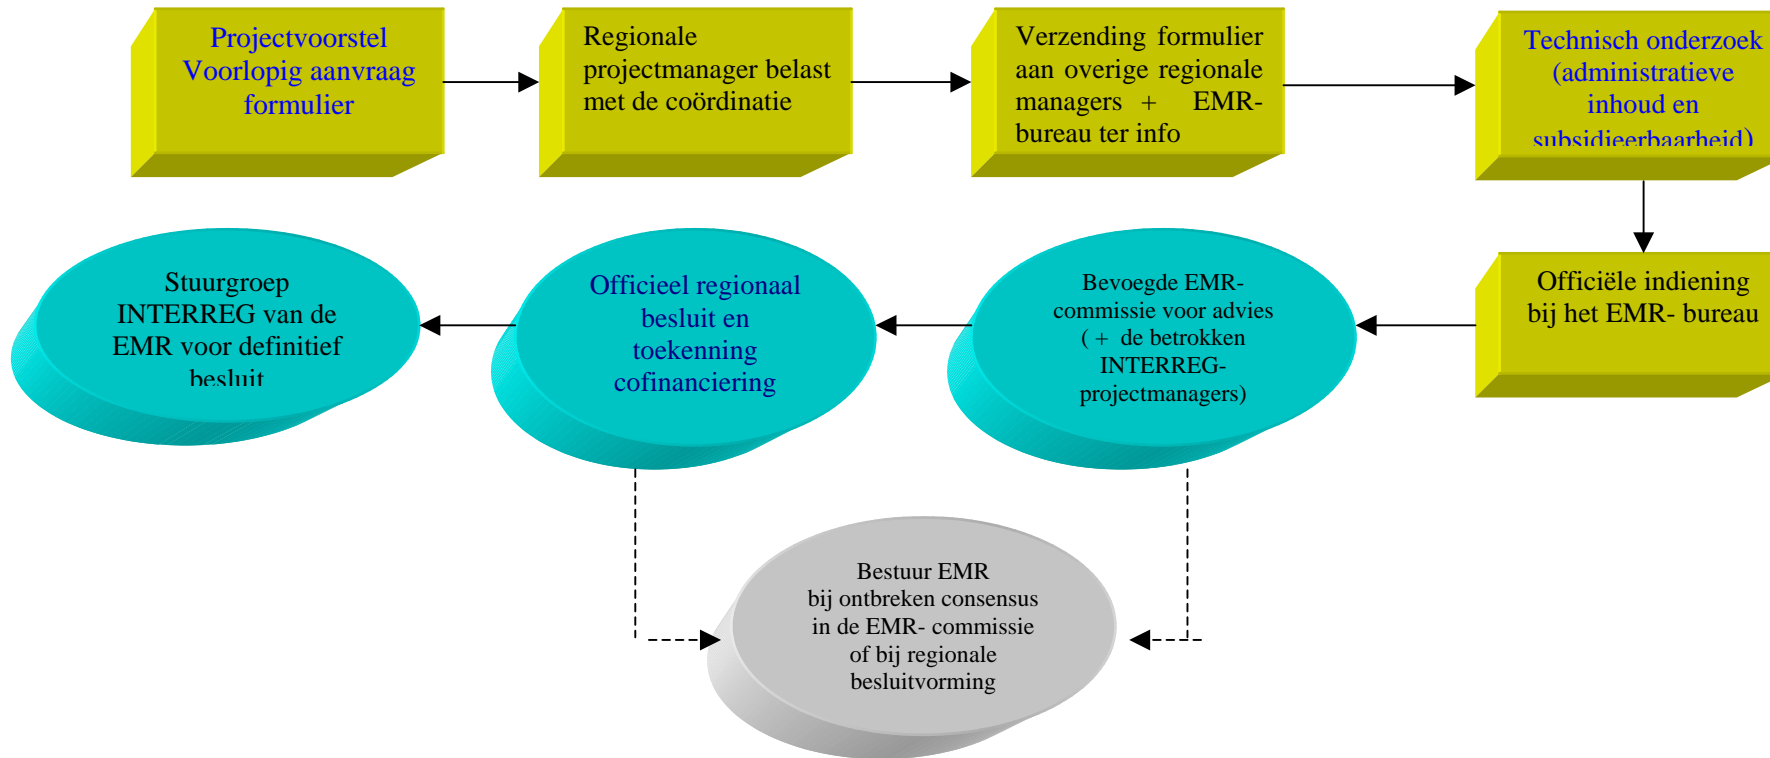 Projectvoorstel
Voorlopig aanvraag
formulier
Regionale
projectmanager belast
met de coördinatie
Verzending formulier
aan overige regionale
managers + EMR-
bureau ter info
Technisch onderzoek
(administratieve
inhoud en
subsidieerbaarheid)
Officiële indiening
bij het EMR- bureau
Bevoegde EMR-
commissie voor advies
( + de betrokken
INTERREG-
projectmanagers)
Officieel regionaal
besluit en
toekenning
cofinanciering
Stuurgroep
INTERREG van de
EMR voor definitief
besluit
Bestuur EMR
bij ontbreken consensus
in de EMR- commissie
of bij regionale
besluitvorming